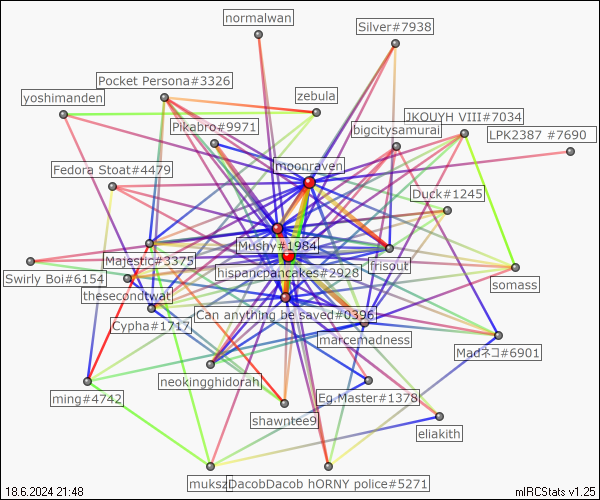 normalwan
Silver#7938
Pocket Persona#3326
zebula
yoshimanden
JKOUYH VIII#7034
Pikabro#9971
bigcitysamurai
LPK2387 #7690
moonraven
Fedora Stoat#4479
Duck#1245
Mushy#1984
Majestic#3375
frisout
hispancpancakes#2928
Swirly Boi#6154
somass
thesecondtwat
Can anything be saved#0396
Cypha#1717
marcemadness
Madネコ#6901
neokingghidorah
Eg.Master#1378
ming#4742
shawntee9
eliakith
muksz
DacobDacob hORNY police#5271
18.6.2024 21:48
mIRCStats v1.25